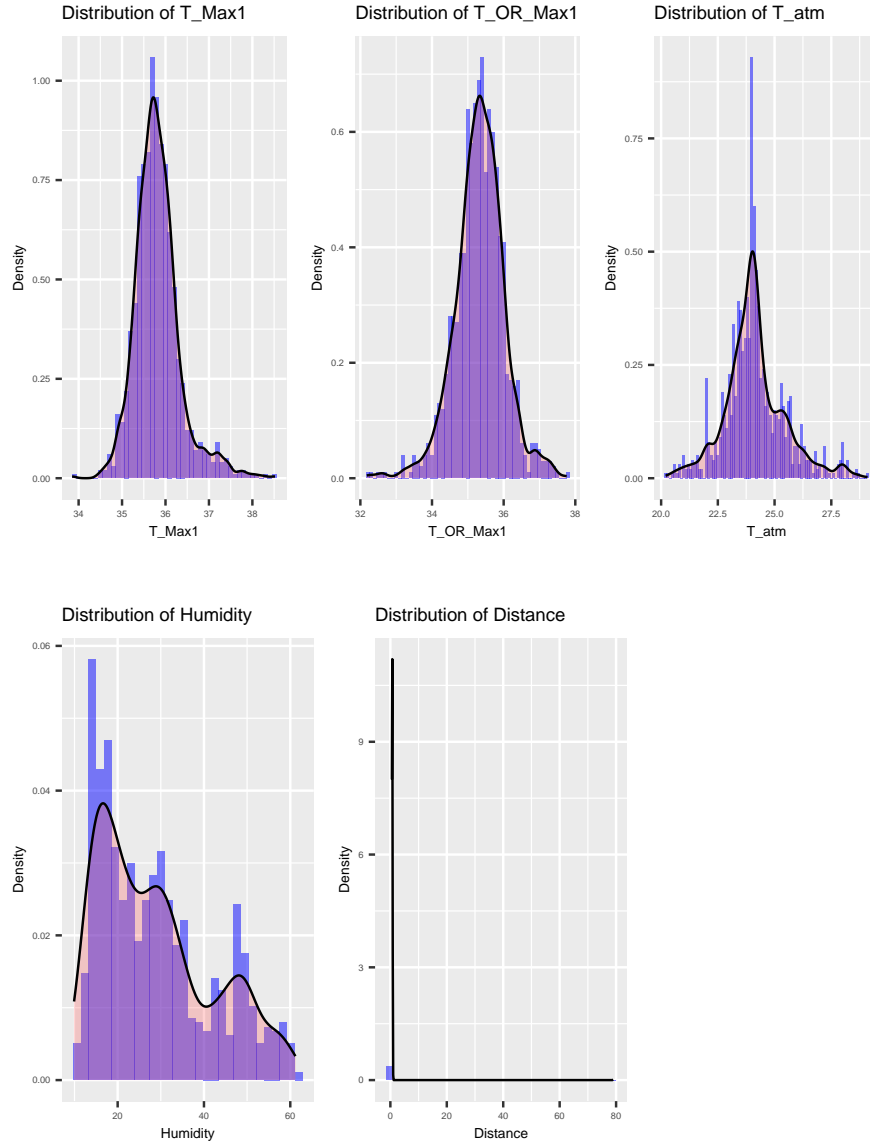 Distribution of T_Max1
Distribution of T_OR_Max1
Distribution of T_atm
Density
1.00
0.75
0.50
0.25
0.00
34 35 36 37 38
T_Max1
Density
0.6
0.4
0.2
0.0
32 34 36 38
T_OR_Max1
Density
0.75
0.50
0.25
0.00
20.0 22.5 25.0 27.5
T_atm
Distribution of Humidity
Distribution of Distance
Density
0.06
0.04
0.02
0.00
20 40 60
Humidity
Density
9
6
3
0
0 20 40 60 80
Distance